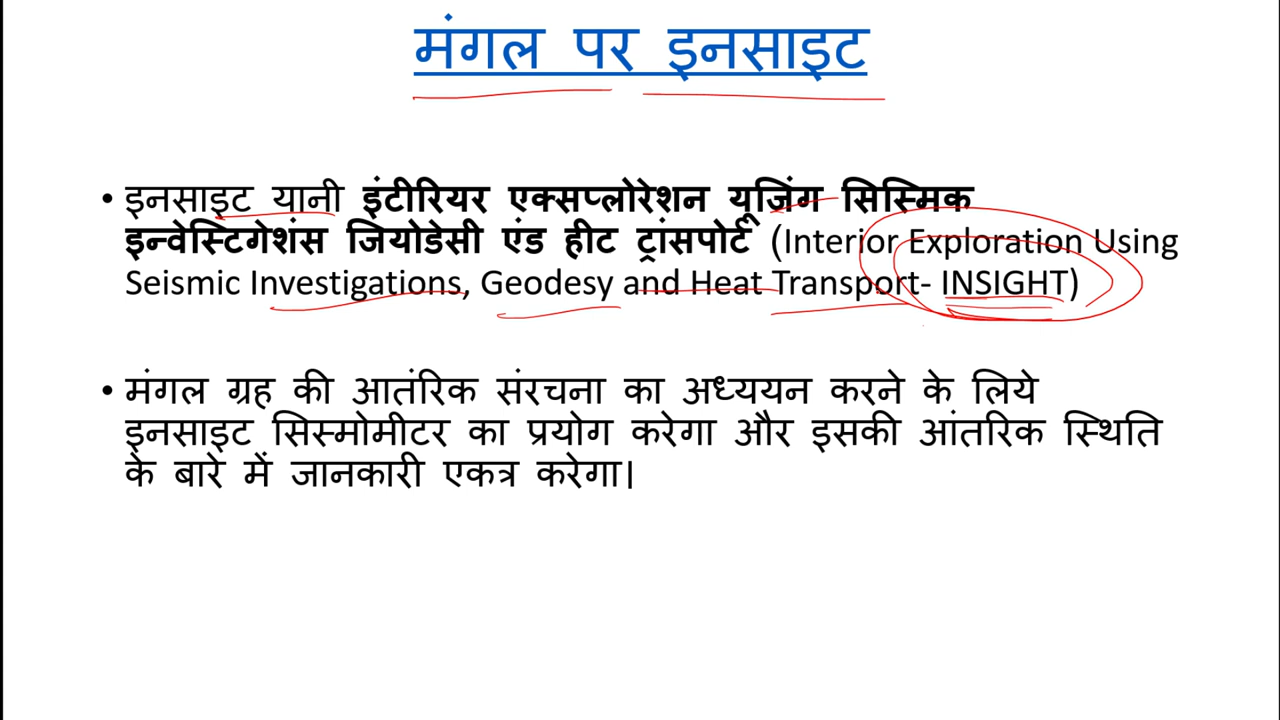 मंगल पर इनसाइट
• इनसाइट यानी इंटीरियर एक्सप्लोरेशन यूजिंग सिस्मिक
इन्वेस्टिगेशंस जियोडेसी एंड हीट ट्रांसपोर्ट (Interior Exploration Using
Seismic Investigations, Geodesy and Heat Transport- INSIGHT)
• मंगल ग्रह की आतंरिक संरचना का अध्ययन करने के लिये
इनसाइट सिस्मोमीटर का प्रयोग करेगा और इसकी आंतरिक स्थिति
के बारे में जानकारी एकत्र करेगा।